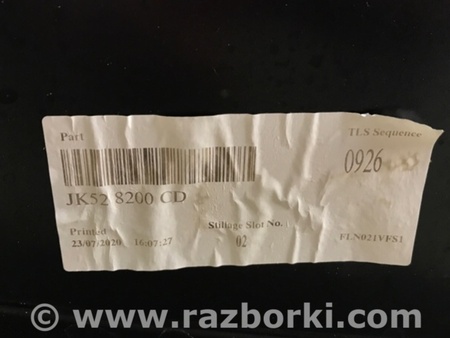 Part
TLS Sequence
0926
JK52 8200 CD
Printed
Stillage Slot No.
23/07/2020 16:07:27
02
FLN021VFS1
© www.razborki.com